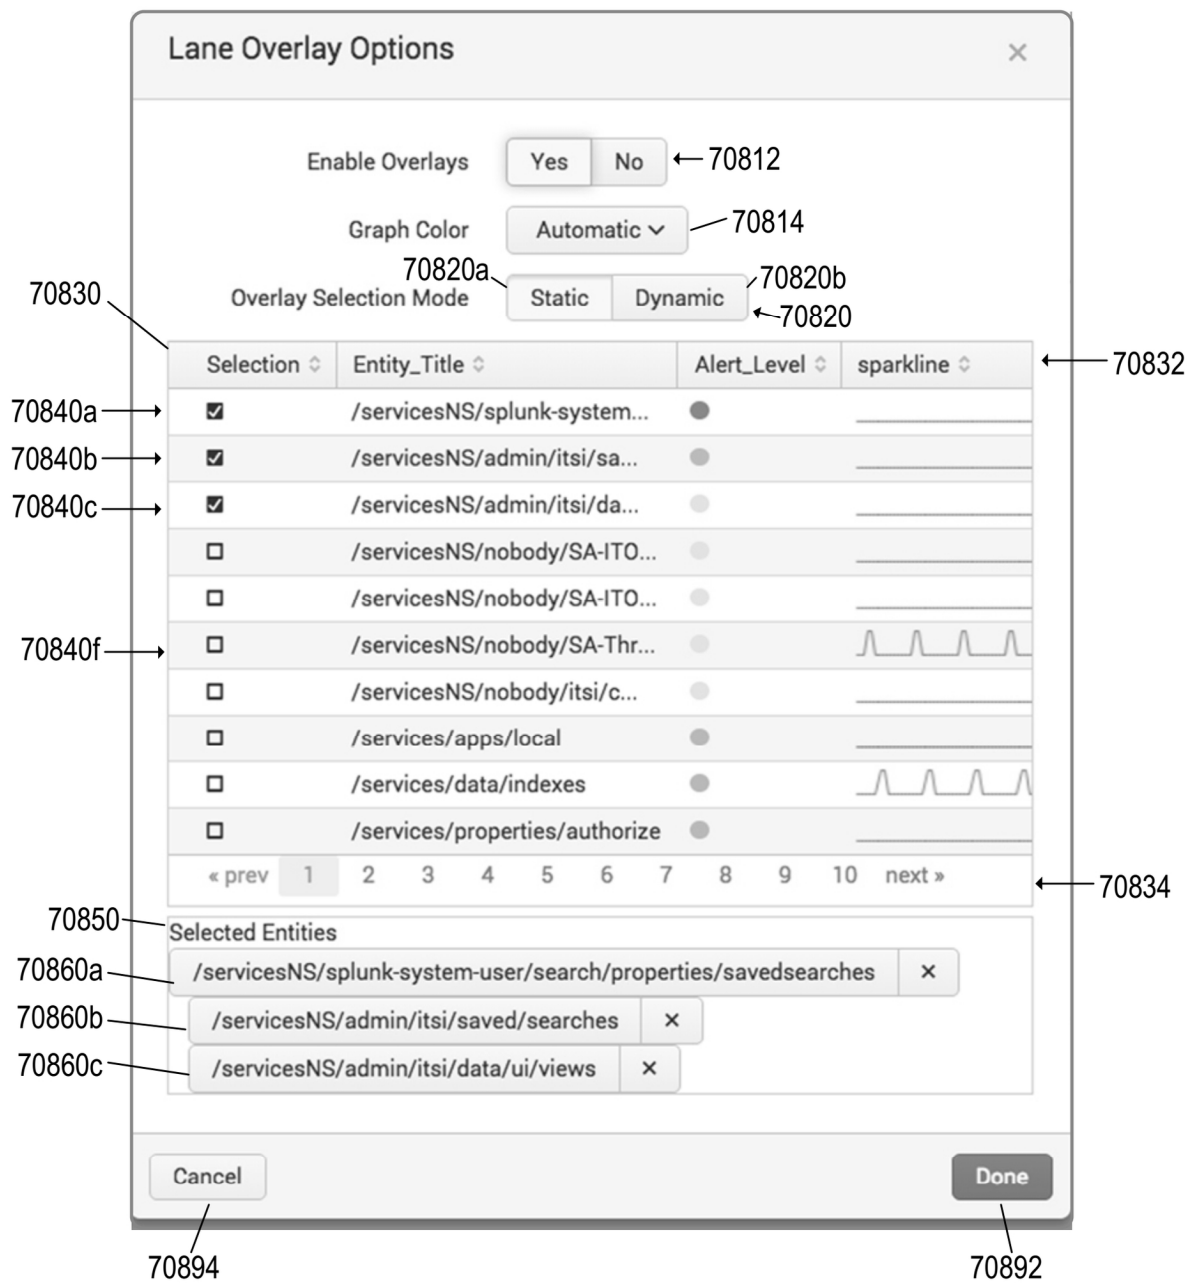 Lane Overlay Options ×
Enable Overlays Yes No 70812
Graph Color Automatic 70814
70820a 70820b
70830 Overlay Selection Mode Static Dynamic 70820
Selection Entity_Title Alert_Level sparkline 70832
70840a /servicesNS/splunk-system...
70840b /servicesNS/admin/itsi/sa...
70840c /servicesNS/admin/itsi/da...
/servicesNS/nobody/SA-ITO...
/servicesNS/nobody/SA-ITO...
70840f /servicesNS/nobody/SA-Thr...
/servicesNS/nobody/itsi/c...
/services/apps/local
/services/data/indexes
/services/properties/authorize
« prev 1 2 3 4 5 6 7 8 9 10 next » 70834
70850 Selected Entities
70860a /servicesNS/splunk-system-user/search/properties/savedsearches ×
70860b /servicesNS/admin/itsi/saved/searches ×
70860c /servicesNS/admin/itsi/data/ui/views ×
Cancel Done
70894 70892